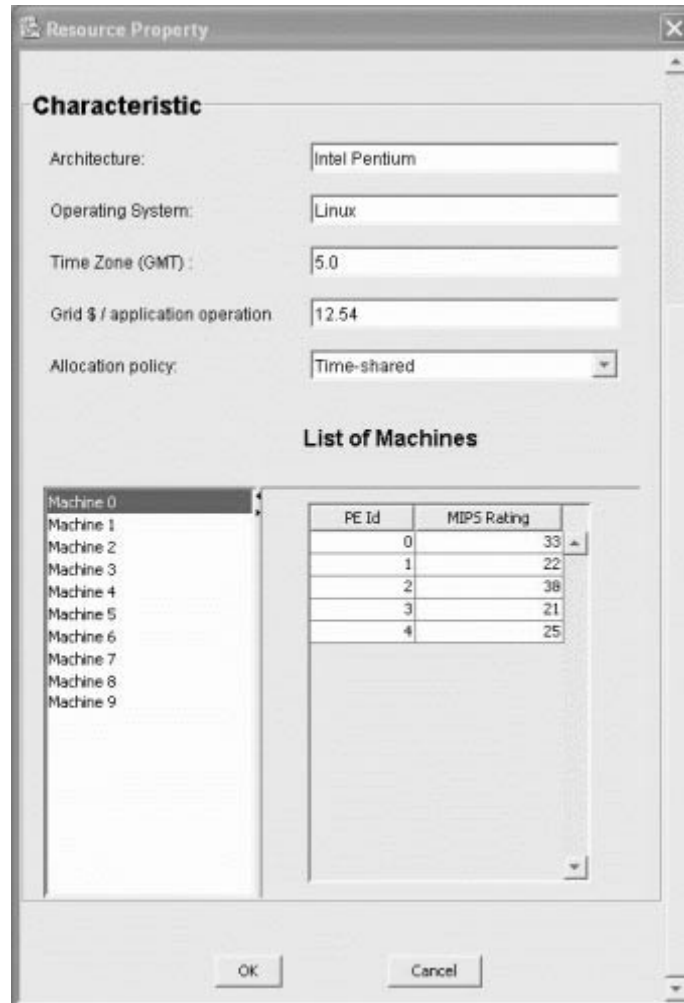 Resource Property
Characteristic
Architecture: Intel Pentium
Operating System: Linux
Time Zone (GMT) : 5.0
Grid $ / application operation 12.54
Allocation policy: Time-shared
List of Machines
Machine 0
Machine 1
Machine 2
Machine 3
Machine 4
Machine 5
Machine 6
Machine 7
Machine 8
Machine 9
PE Id MIPS Rating
0 33
1 22
2 38
3 21
4 25
OK Cancel